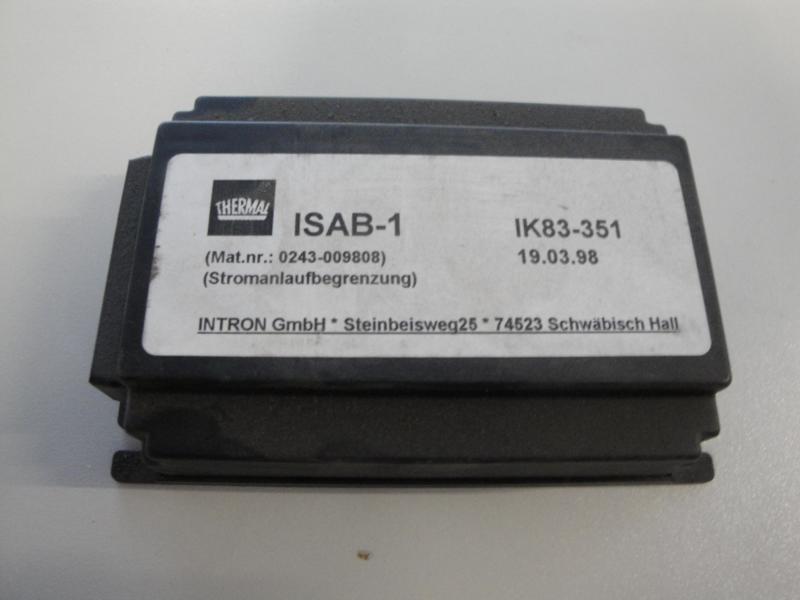 THERMAL
ISAB-1 IK83-351
(Mat.nr.: 0243-009808) 19.03.98
(Stromanlaufbegrenzung)
INTRON GmbH * Steinbeisweg25 * 74523 Schwäbisch Hall